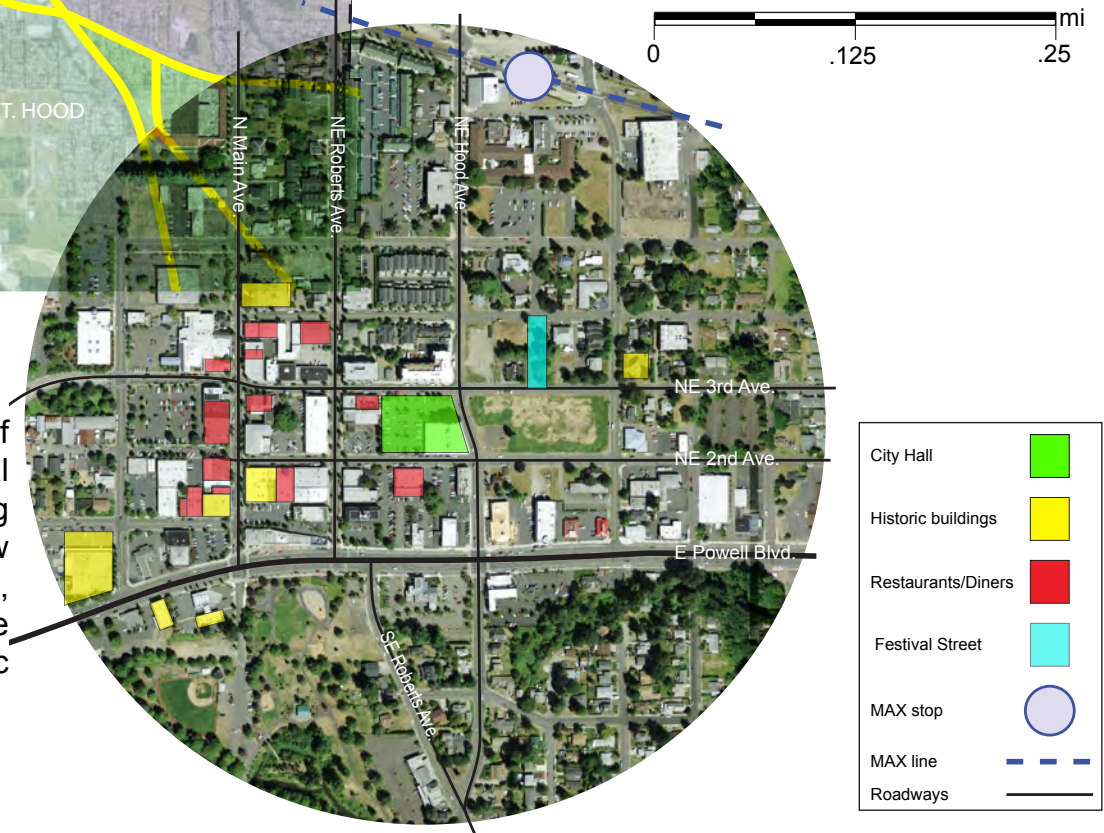 mi
0 .125 .25
T. HOOD
N Main Ave.
NE Roberts Ave.
NE Hood Ave.
NE 3rd Ave.
NE 2nd Ave.
E Powell Blvd.
SE Roberts Ave.
f
al
g
w
,
e
c
City Hall
Historic buildings
Restaurants/Diners
Festival Street
MAX stop
MAX line
Roadways